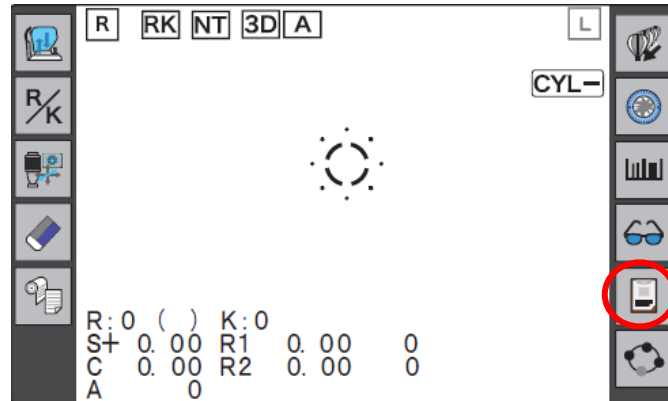 R RK NT 3D A L
CYL−
R/K
R:0 ( ) K:0
S+ 0.00 R1 0.00 0
C 0.00 R2 0.00 0
A 0